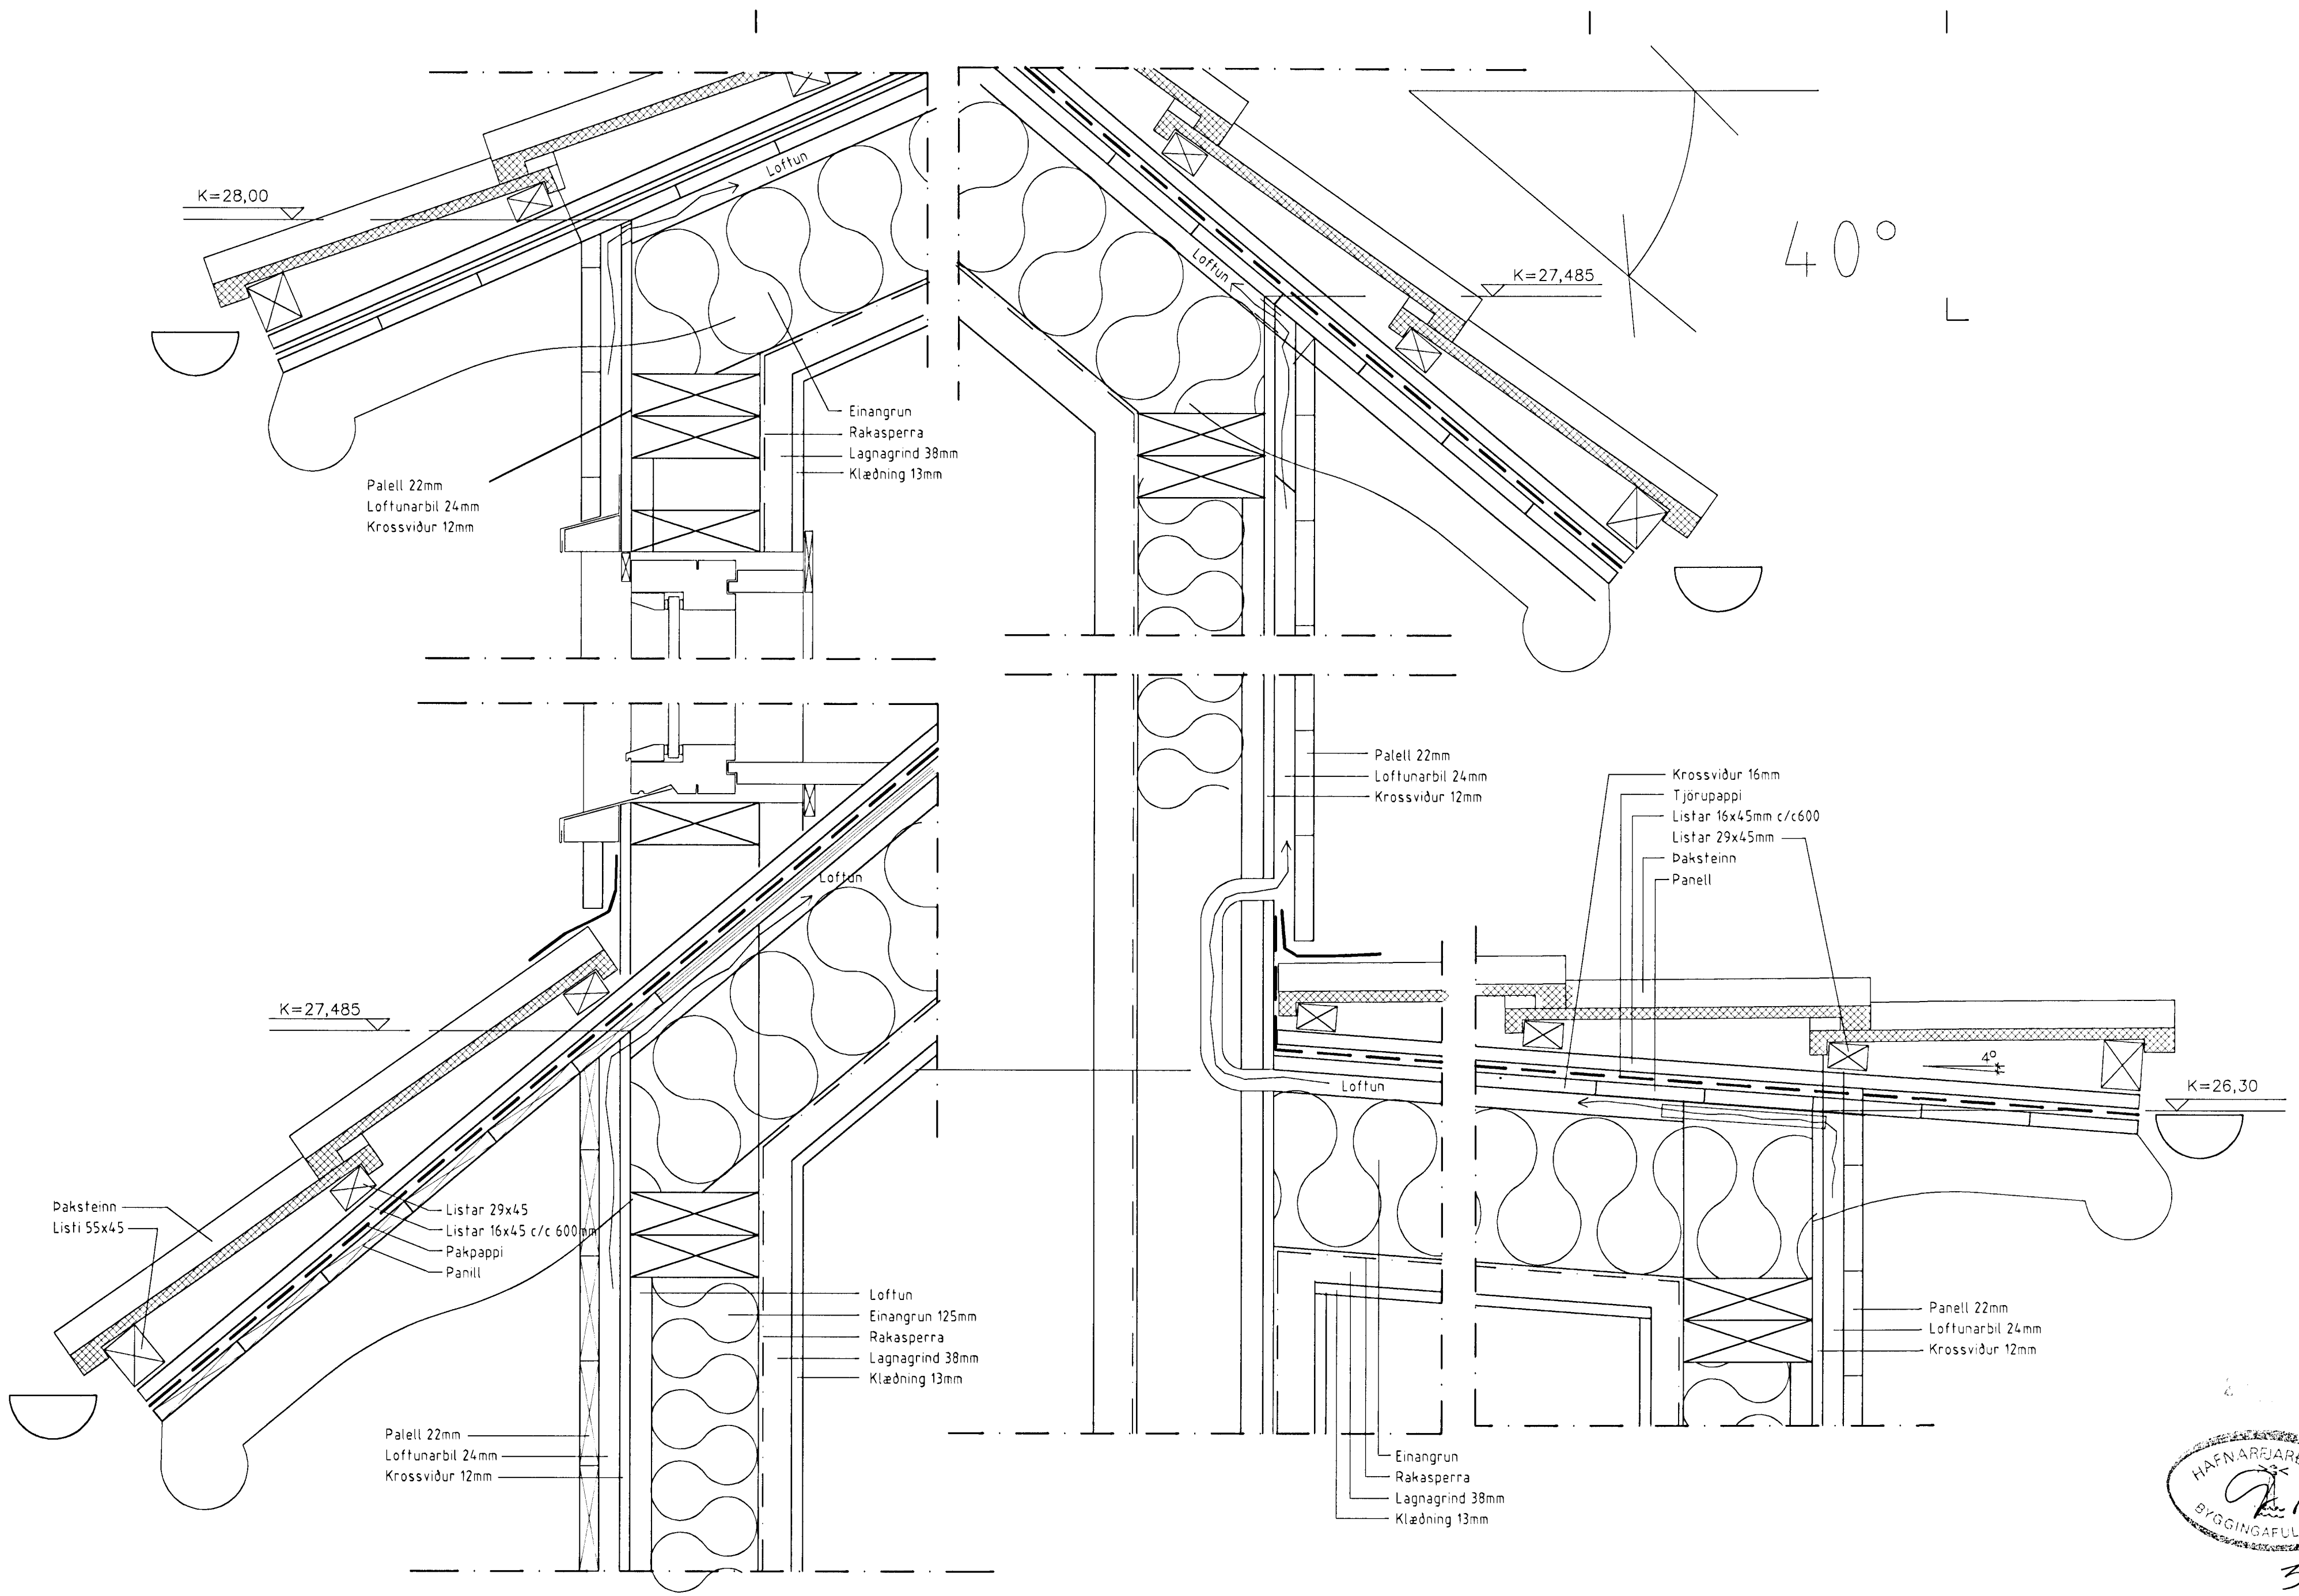 K=28,00
Loftun
Einangrun
Rakasperra
Lagnagrind 38mm
Klæðning 13mm
Palell 22mm
Loftunarbil 24mm
Krossviður 12mm
Loftun
K=27,485
40°
Palell 22mm
Loftunarbil 24mm
Krossviður 12mm
Krossviður 16mm
Tjörupappi
Listar 16x45mm c/c600
Listar 29x45mm
Þaksteinn
Panell
Loftun
K=27,485
Þaksteinn
Listi 55x45
Listar 29x45
Listar 16x45 c/c 600mm
Pakpappi
Panill
Loftun
Einangrun 125mm
Rakasperra
Lagnagrind 38mm
Klæðning 13mm
Palell 22mm
Loftunarbil 24mm
Krossviður 12mm
Loftun
4°
K=26,30
Panell 22mm
Loftunarbil 24mm
Krossviður 12mm
Einangrun
Rakasperra
Lagnagrind 38mm
Klæðning 13mm
HAFNARFJAR
BYGGINGAFUL